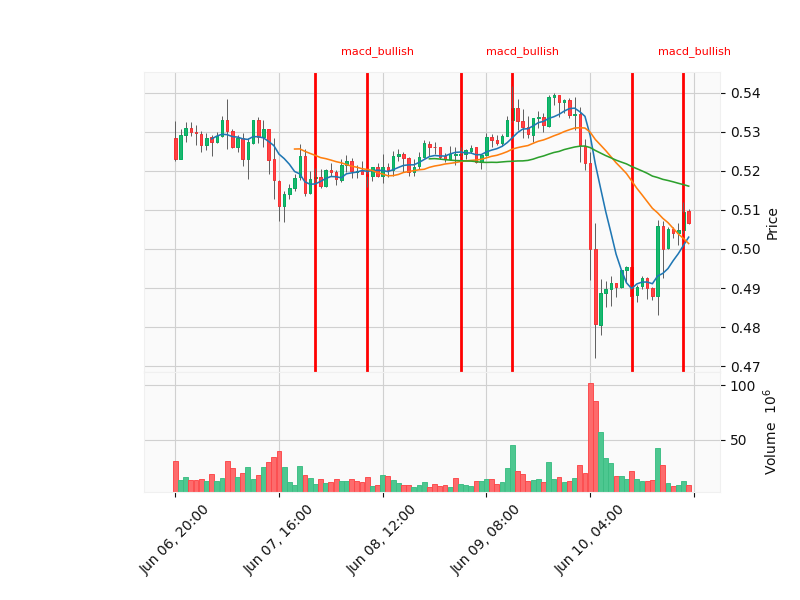 macd_bullish macd_bullish macd_bullish
0.54
0.53
0.52
0.51
0.50
0.49
0.48
0.47
Price
100
50
Volume 10^6
Jun 06, 20:00
Jun 07, 16:00
Jun 08, 12:00
Jun 09, 08:00
Jun 10, 04:00